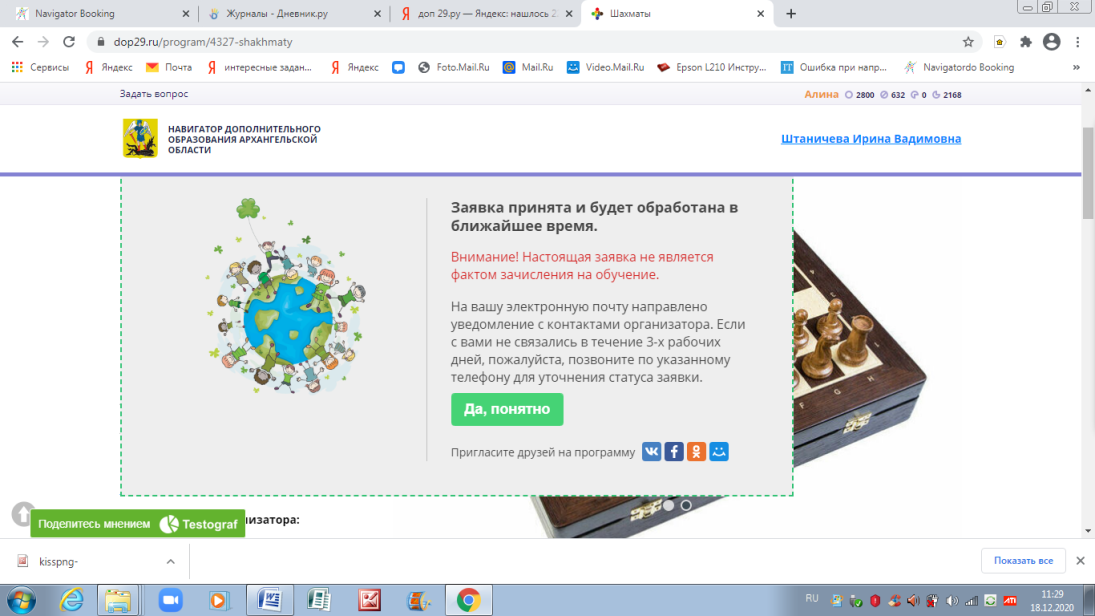 Navigator Booking
Журналы - Дневник.ру
доп 29.ру — Яндекс: нашлось 2
Шахматы
dop29.ru/program/4327-shakhmaty
Сервисы
Яндекс
Почта
интересные задан...
Яндекс
Foto.Mail.Ru
Mail.Ru
Video.Mail.Ru
Epson L210 Инстру...
Ошибка при напр...
Navigatordo Booking
»
Задать вопрос
Алина 2800 632 0 2168
НАВИГАТОР ДОПОЛНИТЕЛЬНОГО
ОБРАЗОВАНИЯ АРХАНГЕЛЬСКОЙ
ОБЛАСТИ
Штаничева Ирина Вадимовна
Заявка принята и будет обработана в
ближайшее время.
Внимание! Настоящая заявка не является
фактом зачисления на обучение.
На вашу электронную почту направлено
уведомление с контактами организатора. Если
с вами не связались в течение 3-х рабочих
дней, пожалуйста, позвоните по указанному
телефону для уточнения статуса заявки.
Да, понятно
Пригласите друзей на программу
Поделитесь мнением Testograf
изатора:
kisspng-
Показать все
RU
11:29
18.12.2020